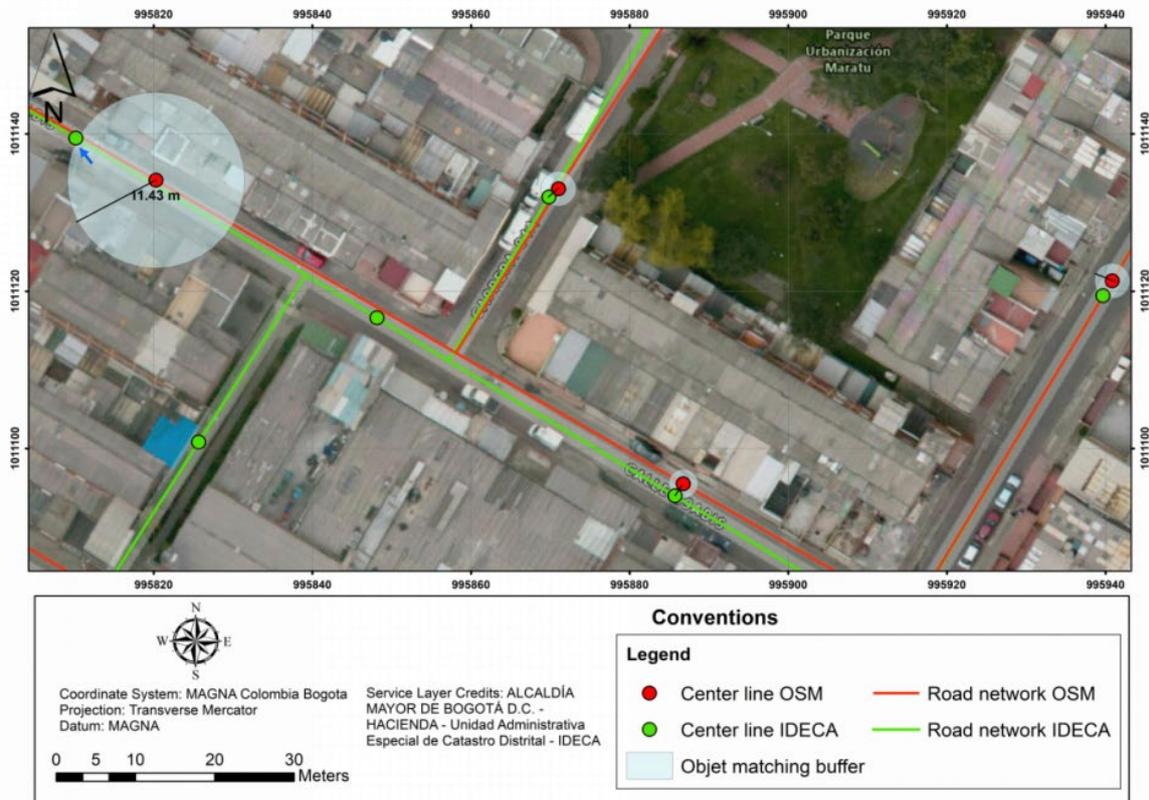 995820 995840 995860 995880 995900 995920 995940
Parque
Urbanización
Maratu
N
1011140 1011140
11.43 m
1011120 1011120
1011100 1011100
995820 995840 995860 995880 995900 995920 995940
Conventions
N
W E
S
Legend
Center line OSM
Road network OSM
Center line IDECA
Road network IDECA
Objet matching buffer
Coordinate System: MAGNA Colombia Bogota
Projection: Transverse Mercator
Datum: MAGNA
Service Layer Credits: ALCALDÍA
MAYOR DE BOGOTÁ D.C. -
HACIENDA - Unidad Administrativa
Especial de Catastro Distrital - IDECA
0 5 10 20 30
Meters